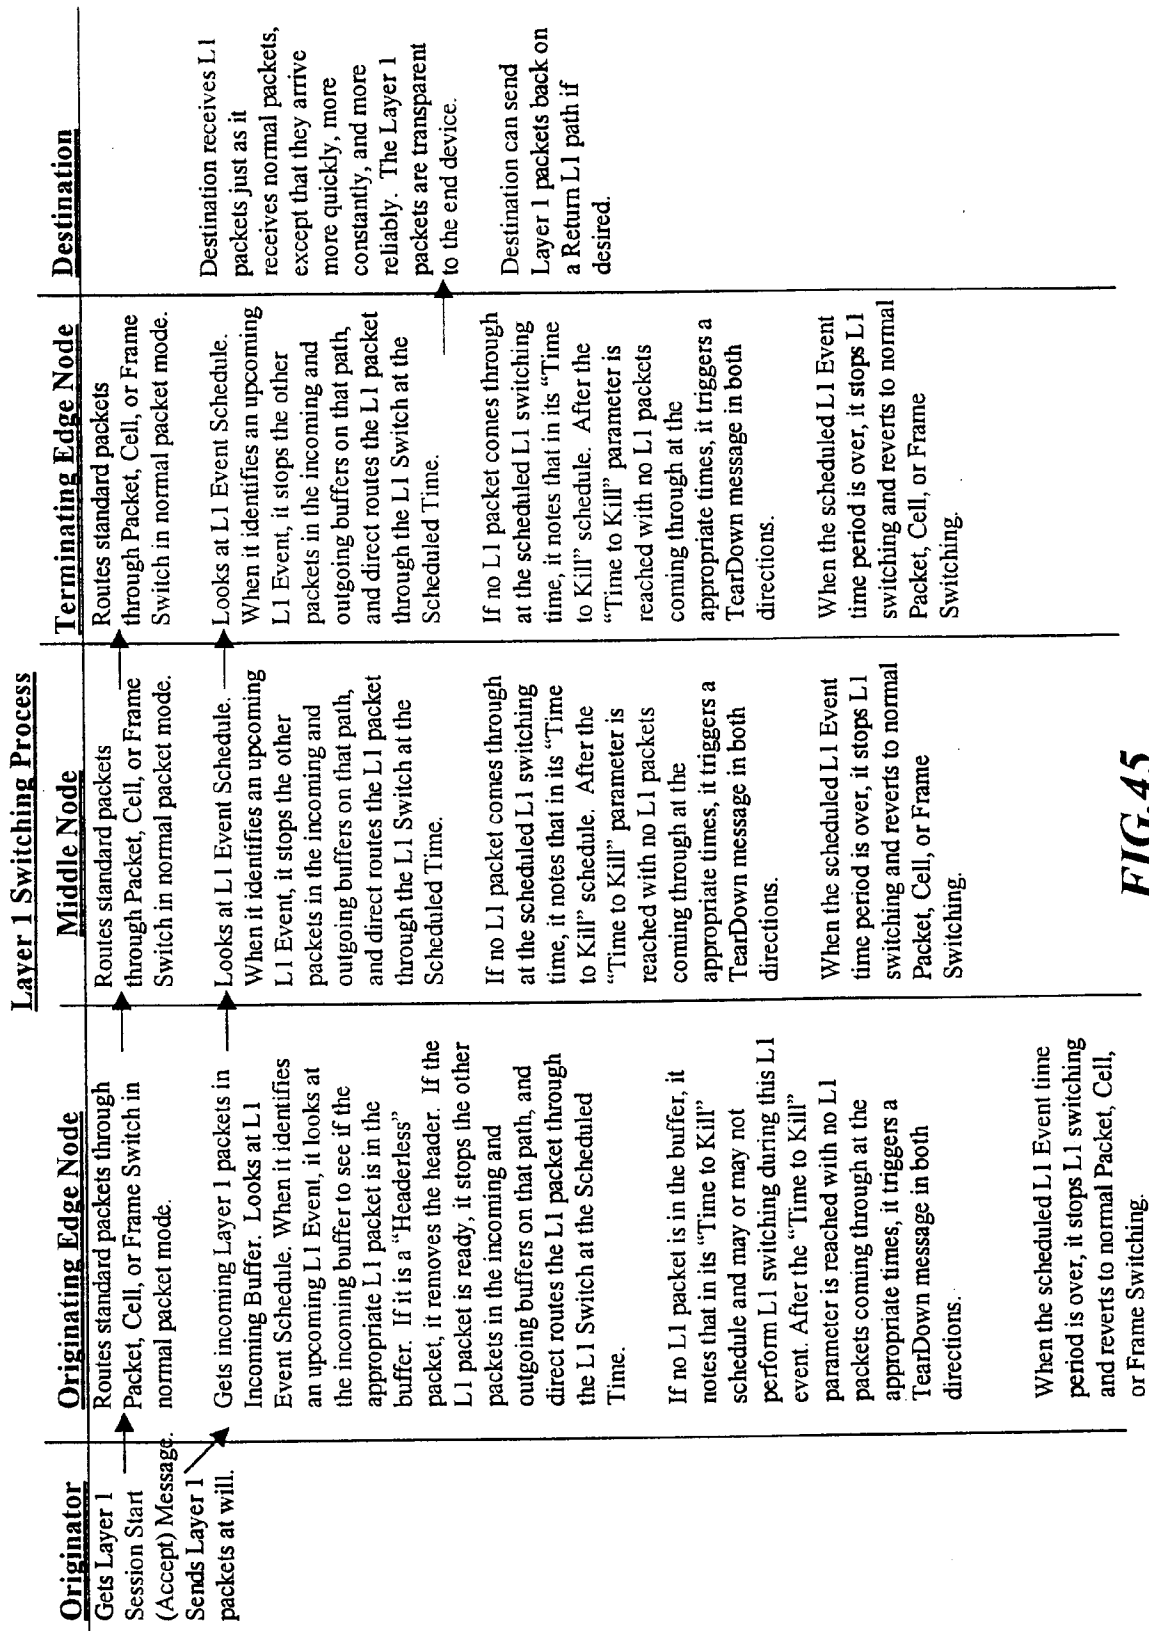 Layer 1 Switching Process
Originator
Gets Layer 1
Session Start
(Accept) Message.
Sends Layer 1
packets at will.
Originating Edge Node
Routes standard packets through
Packet, Cell, or Frame Switch in
normal packet mode.
Gets incoming Layer 1 packets in
Incoming Buffer. Looks at L1
Event Schedule. When it identifies
an upcoming L1 Event, it looks at
the incoming buffer to see if the
appropriate L1 packet is in the
buffer. If it is a "Headerless"
packet, it removes the header. If the
L1 packet is ready, it stops the other
packets in the incoming and
outgoing buffers on that path, and
direct routes the L1 packet through
the L1 Switch at the Scheduled
Time.
If no L1 packet is in the buffer, it
notes that in its "Time to Kill"
schedule and may or may not
perform L1 switching during this L1
event. After the "Time to Kill"
parameter is reached with no L1
packets coming through at the
appropriate times, it triggers a
TearDown message in both
directions.
When the scheduled L1 Event time
period is over, it stops L1 switching
and reverts to normal Packet, Cell,
or Frame Switching.
Middle Node
Routes standard packets
through Packet, Cell, or Frame
Switch in normal packet mode.
Looks at L1 Event Schedule.
When it identifies an upcoming
L1 Event, it stops the other
packets in the incoming and
outgoing buffers on that path,
and direct routes the L1 packet
through the L1 Switch at the
Scheduled Time.
If no L1 packet comes through
at the scheduled L1 switching
time, it notes that in its "Time
to Kill" schedule. After the
"Time to Kill" parameter is
reached with no L1 packets
coming through at the
appropriate times, it triggers a
TearDown message in both
directions.
When the scheduled L1 Event
time period is over, it stops L1
switching and reverts to normal
Packet, Cell, or Frame
Switching.
Terminating Edge Node
Routes standard packets
through Packet, Cell, or Frame
Switch in normal packet mode.
Looks at L1 Event Schedule.
When it identifies an upcoming
L1 Event, it stops the other
packets in the incoming and
outgoing buffers on that path,
and direct routes the L1 packet
through the L1 Switch at the
Scheduled Time.
If no L1 packet comes through
at the scheduled L1 switching
time, it notes that in its "Time
to Kill" schedule. After the
"Time to Kill" parameter is
reached with no L1 packets
coming through at the
appropriate times, it triggers a
TearDown message in both
directions.
When the scheduled L1 Event
time period is over, it stops L1
switching and reverts to normal
Packet, Cell, or Frame
Switching.
Destination
Destination receives L1
packets just as it
receives normal packets,
except that they arrive
more quickly, more
constantly, and more
reliably. The Layer 1
packets are transparent
to the end device.
Destination can send
Layer 1 packets back on
a Return L1 path if
desired.
FIG.45